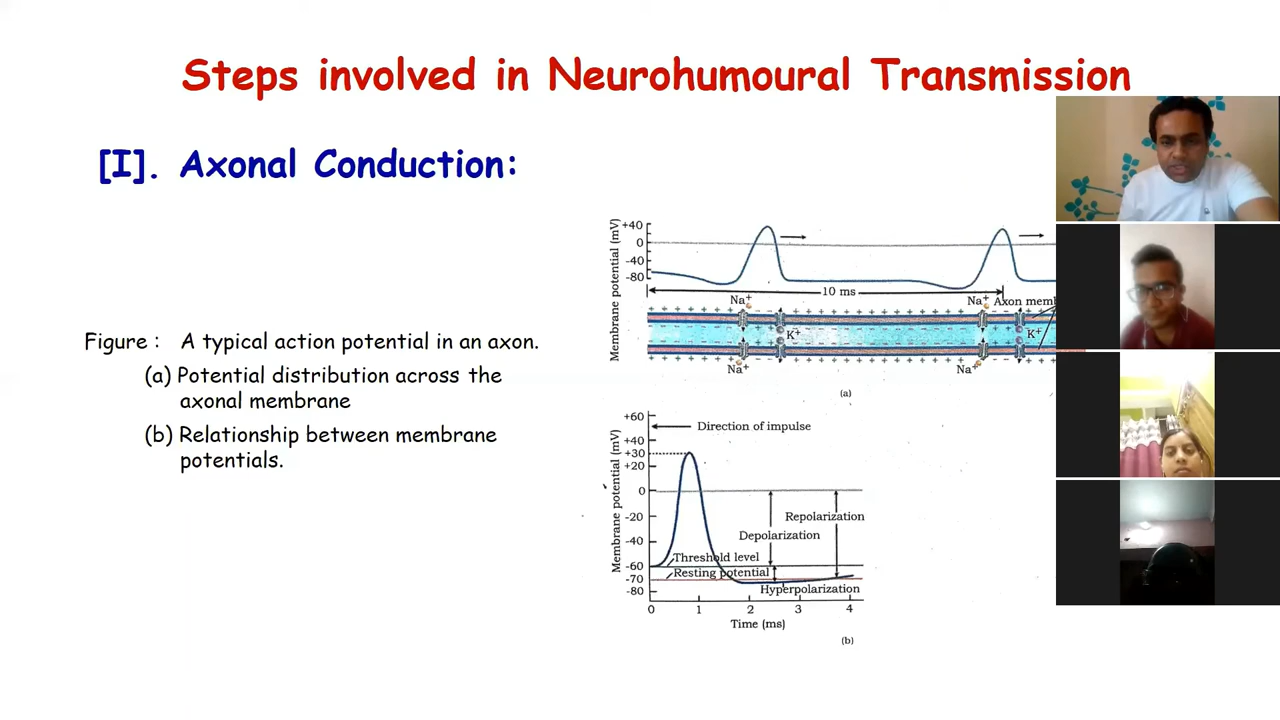 Steps involved in Neurohumoural Transmission
[I]. Axonal Conduction:
Figure : A typical action potential in an axon.
(a) Potential distribution across the
axonal membrane
(b) Relationship between membrane
potentials.
Membrane potential (mV)
+40
0
-40
-80
10 ms
Na+
Na+
Axon memb
K+
K+
Na+
Na+
(a)
Membrane potential (mV)
+60
+40
+30
+20
0
-20
-40
-60
-70
-80
Direction of impulse
Repolarization
Depolarization
Threshold level
Resting potential
Hyperpolarization
0 1 2 3 4
Time (ms)
(b)